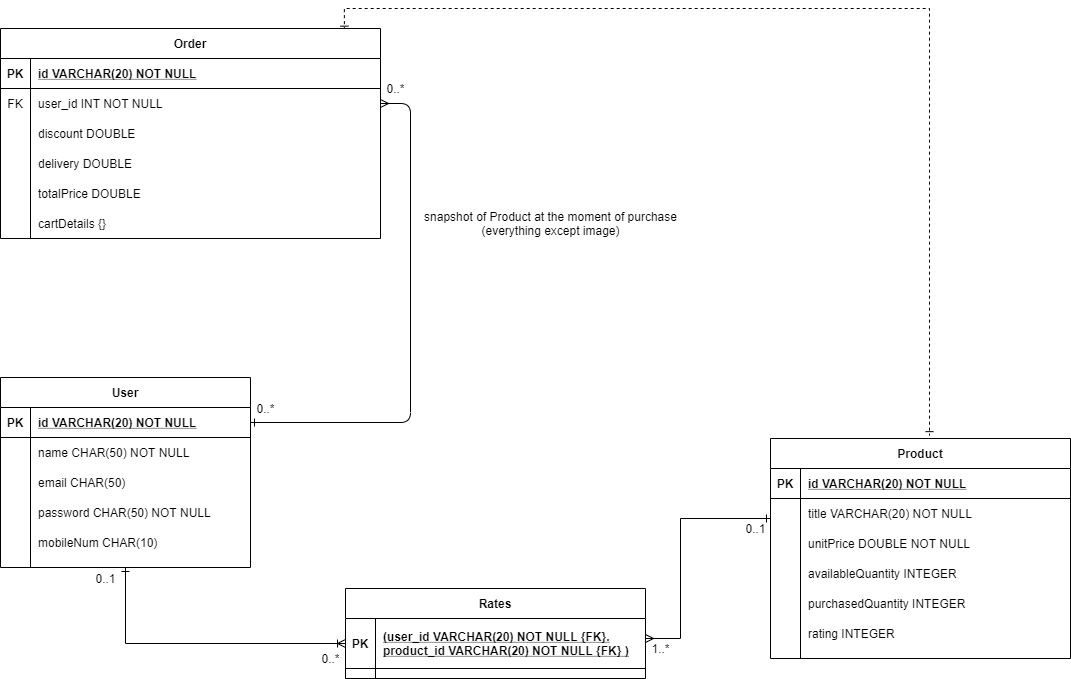 Order
PK id VARCHAR(20) NOT NULL
FK user_id INT NOT NULL
discount DOUBLE
delivery DOUBLE
totalPrice DOUBLE
cartDetails {}
0..*
snapshot of Product at the moment of purchase
(everything except image)
User
PK id VARCHAR(20) NOT NULL
name CHAR(50) NOT NULL
email CHAR(50)
password CHAR(50) NOT NULL
mobileNum CHAR(10)
0..*
0..1
Product
PK id VARCHAR(20) NOT NULL
title VARCHAR(20) NOT NULL
unitPrice DOUBLE NOT NULL
availableQuantity INTEGER
purchasedQuantity INTEGER
rating INTEGER
0..1
Rates
PK (user_id VARCHAR(20) NOT NULL {FK},
product_id VARCHAR(20) NOT NULL {FK} )
0..*
1..*